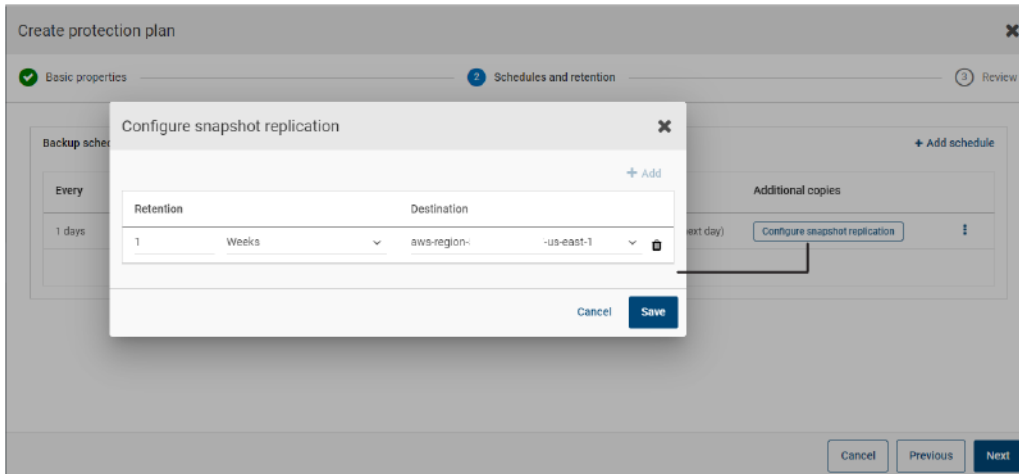 Create protection plan
Basic properties
2 Schedules and retention
3 Review
Configure snapshot replication
Backup sched
+ Add schedule
+ Add
Every
Additional copies
Retention
Destination
1 days
1
Weeks
aws-region-
-us-east-1
ext day)
Configure snapshot replication
Cancel
Save
Cancel
Previous
Next